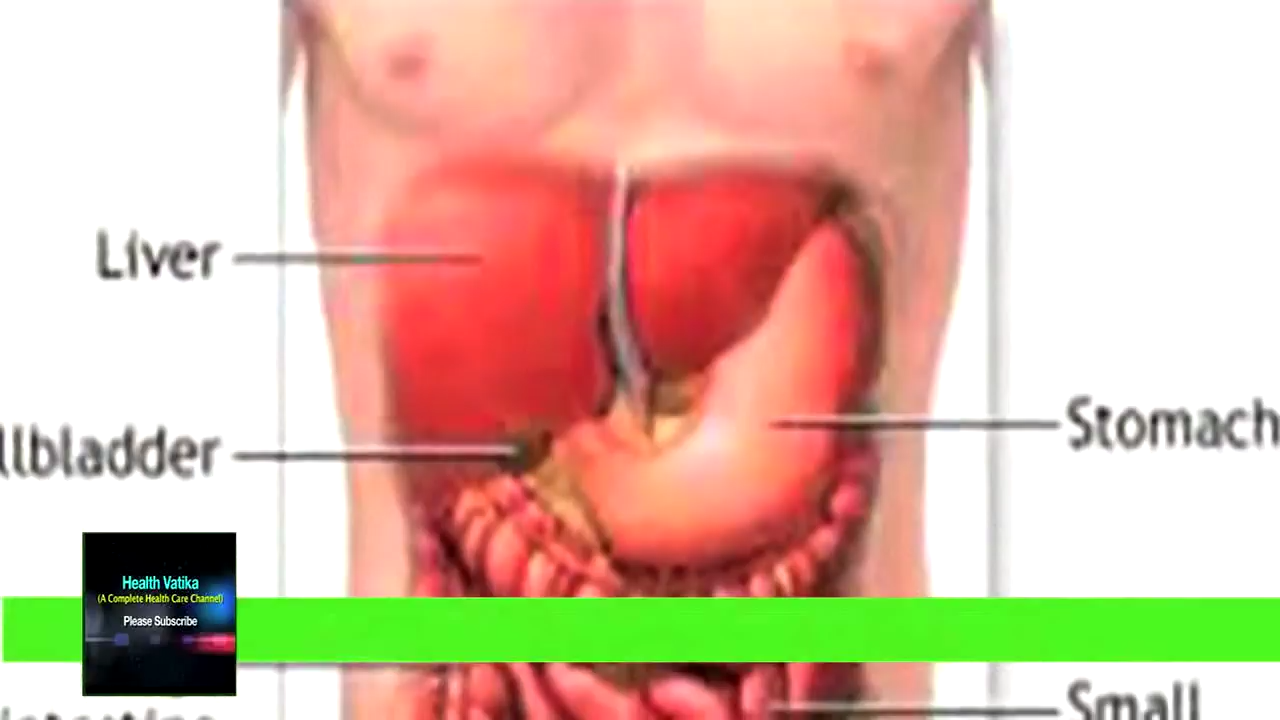 Liver
llbladder
Stomach
Health Vatika
(A Complete Health Care Channel)
Please Subscribe
Small